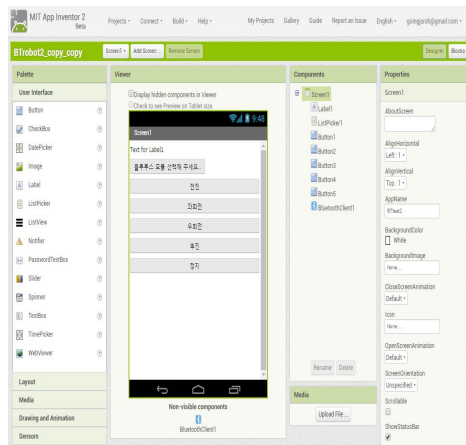 MIT App Inventor 2
Beta
Projects Connect Build Help My Projects Gallery Guide Report an Issue English
BTrobot2_copy_copy Screen1 Add Screen... Remove Screen Designer Blocks
Palette
User Interface
Button
CheckBox
DatePicker
Image
Label
ListPicker
ListView
Notifier
PasswordTextBox
Slider
Spinner
TextBox
TimePicker
WebViewer
Layout
Media
Drawing and Animation
Sensors
Viewer
Display hidden components in Viewer
Check to see Preview on Tablet size.
9:48
Screen1
Text for Label1
블루투스 모듈 선택해 주세요.
전진
좌회전
우회전
후진
정지
Non-visible components
BluetoothClient1
Components
Screen1
Label1
ListPicker1
Button1
Button2
Button3
Button4
Button5
BluetoothClient1
Rename Delete
Media
Upload File ...
Properties
Screen1
AboutScreen
AlignHorizontal
Left : 1
AlignVertical
Top : 1
AppName
BackgroundColor
White
BackgroundImage
None...
CloseScreenAnimation
Default
Icon
None...
OpenScreenAnimation
Default
ScreenOrientation
Unspecified
Scrollable
ShowStatusBar